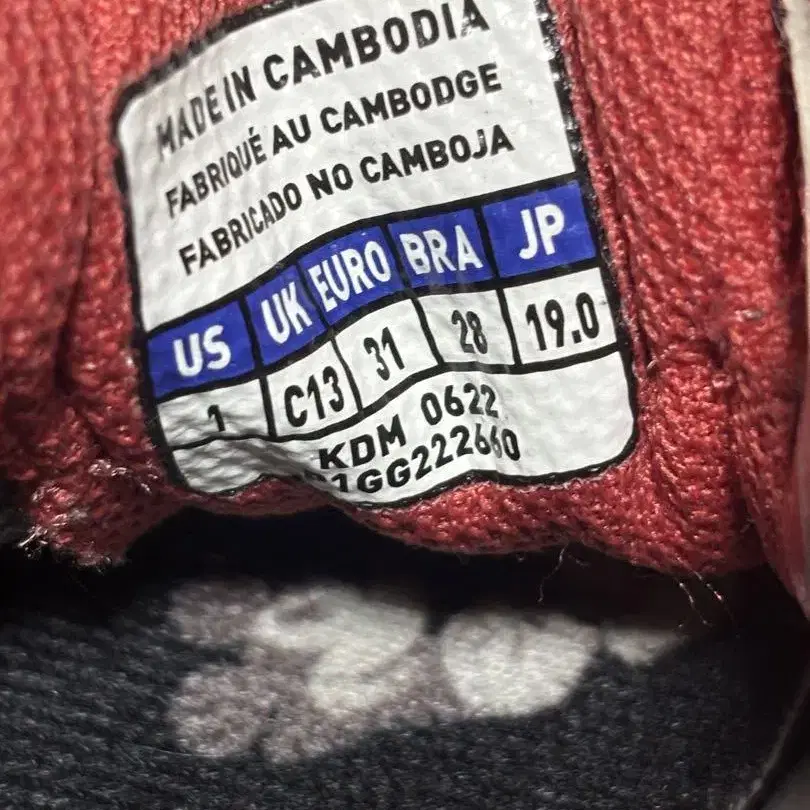 MADE IN CAMBODIA
FABRIQUÉ AU CAMBODGE
FABRICADO NO CAMBOJA
US UK EURO BRA JP
1 C13 31 28 19.0
KDM 0622